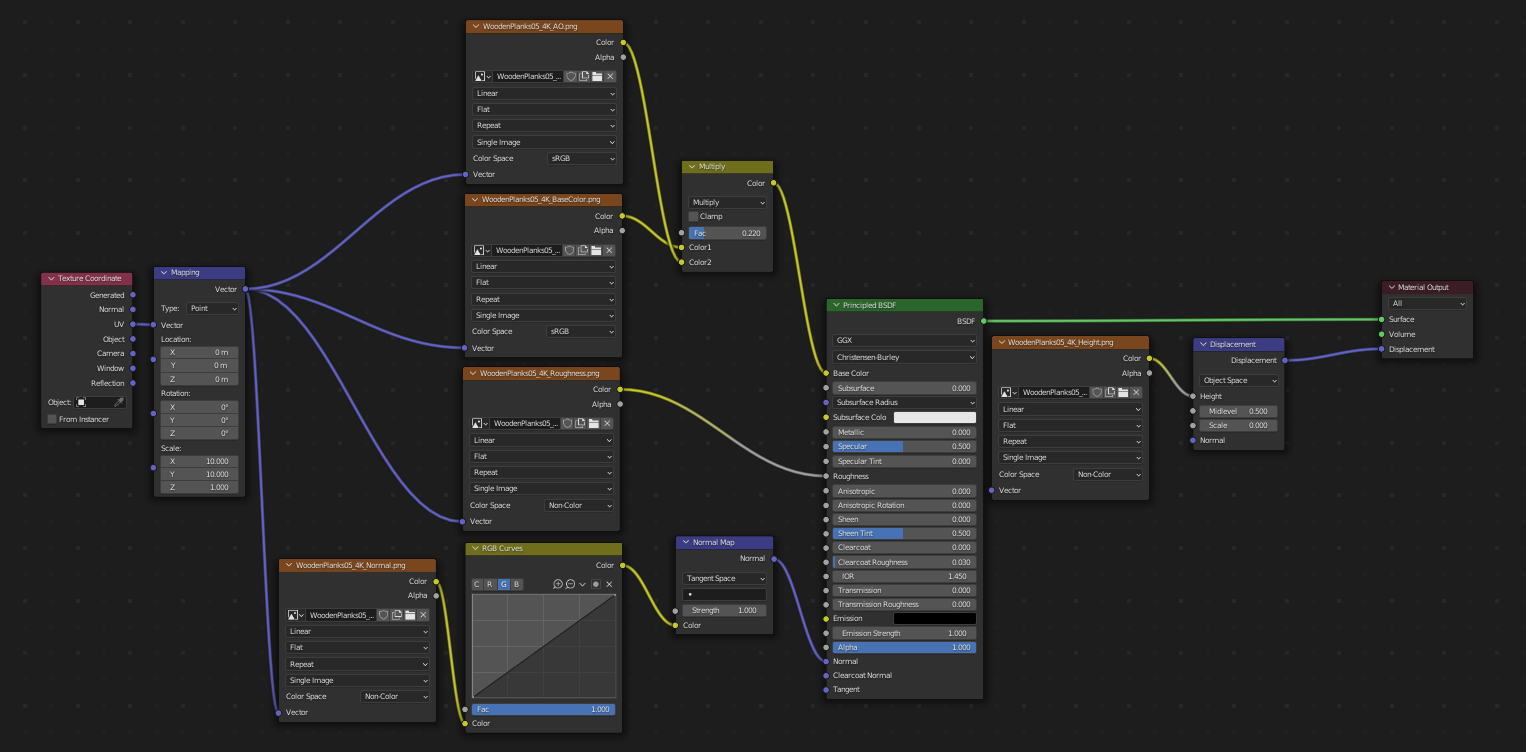 WoodenPlanks05_4K_AO.png
Color
Alpha
WoodenPlanks05_...
Linear
Flat
Repeat
Single Image
Color Space sRGB
Vector
WoodenPlanks05_4K_BaseColor.png
Color
Alpha
WoodenPlanks05_...
Linear
Flat
Repeat
Single Image
Color Space sRGB
Vector
Texture Coordinate
Generated
Normal
UV
Object
Camera
Window
Reflection
Object:
From Instancer
Mapping
Vector
Type: Point
Vector
Location:
X 0 m
Y 0 m
Z 0 m
Rotation:
X 0°
Y 0°
Z 0°
Scale:
X 10.000
Y 10.000
Z 1.000
WoodenPlanks05_4K_Roughness.png
Color
Alpha
WoodenPlanks05_...
Linear
Flat
Repeat
Single Image
Color Space Non-Color
Vector
WoodenPlanks05_4K_Normal.png
Color
Alpha
WoodenPlanks05_...
Linear
Flat
Repeat
Single Image
Color Space Non-Color
Vector
RGB Curves
Color
C R G B
Fac 1.000
Color
Multiply
Color
Multiply
Clamp
Fac 0.220
Color1
Color2
Normal Map
Normal
Tangent Space
Strength 1.000
Color
Principled BSDF
BSDF
GGX
Christensen-Burley
Base Color
Subsurface 0.000
Subsurface Radius
Subsurface Colo
Metallic 0.000
Specular 0.500
Specular Tint 0.000
Roughness
Anisotropic 0.000
Anisotropic Rotation 0.000
Sheen 0.000
Sheen Tint 0.500
Clearcoat 0.000
Clearcoat Roughness 0.030
IOR 1.450
Transmission 0.000
Transmission Roughness 0.000
Emission
Emission Strength 1.000
Alpha 1.000
Normal
Clearcoat Normal
Tangent
WoodenPlanks05_4K_Height.png
Color
Alpha
WoodenPlanks05_...
Linear
Flat
Repeat
Single Image
Color Space Non-Color
Vector
Displacement
Displacement
Object Space
Height
Midlevel 0.500
Scale 0.000
Normal
Material Output
All
Surface
Volume
Displacement